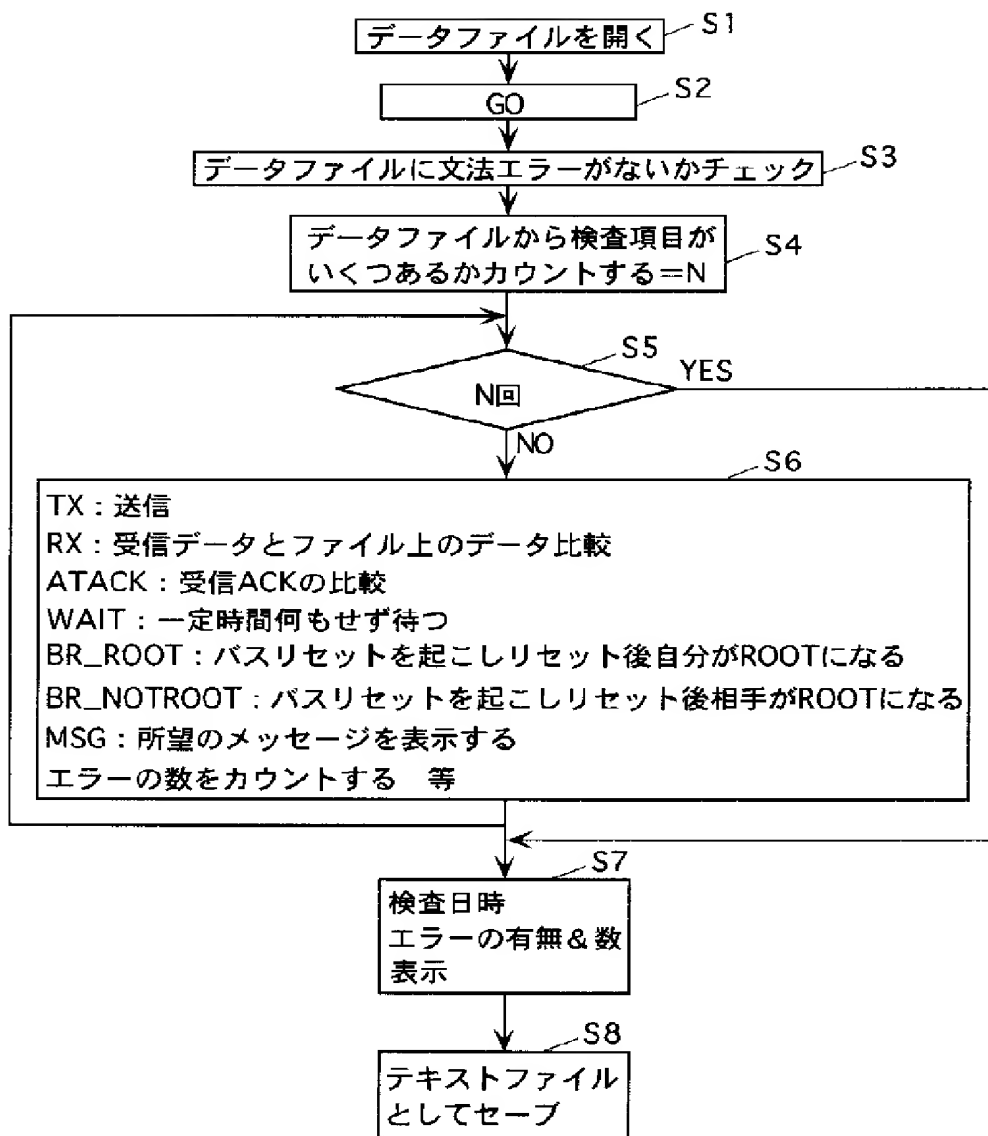 データファイルを開く
S1
GO
S2
データファイルに文法エラーがないかチェック
S3
データファイルから検査項目が
いくつあるかカウントする=N
S4
S5
N回
YES
NO
S6
TX:送信
RX:受信データとファイル上のデータ比較
ATACK:受信ACKの比較
WAIT:一定時間何もせず待つ
BR_ROOT:バスリセットを起こしリセット後自分がROOTになる
BR_NOTROOT:バスリセットを起こしリセット後相手がROOTになる
MSG:所望のメッセージを表示する
エラーの数をカウントする 等
S7
検査日時
エラーの有無&数
表示
S8
テキストファイル
としてセーブ